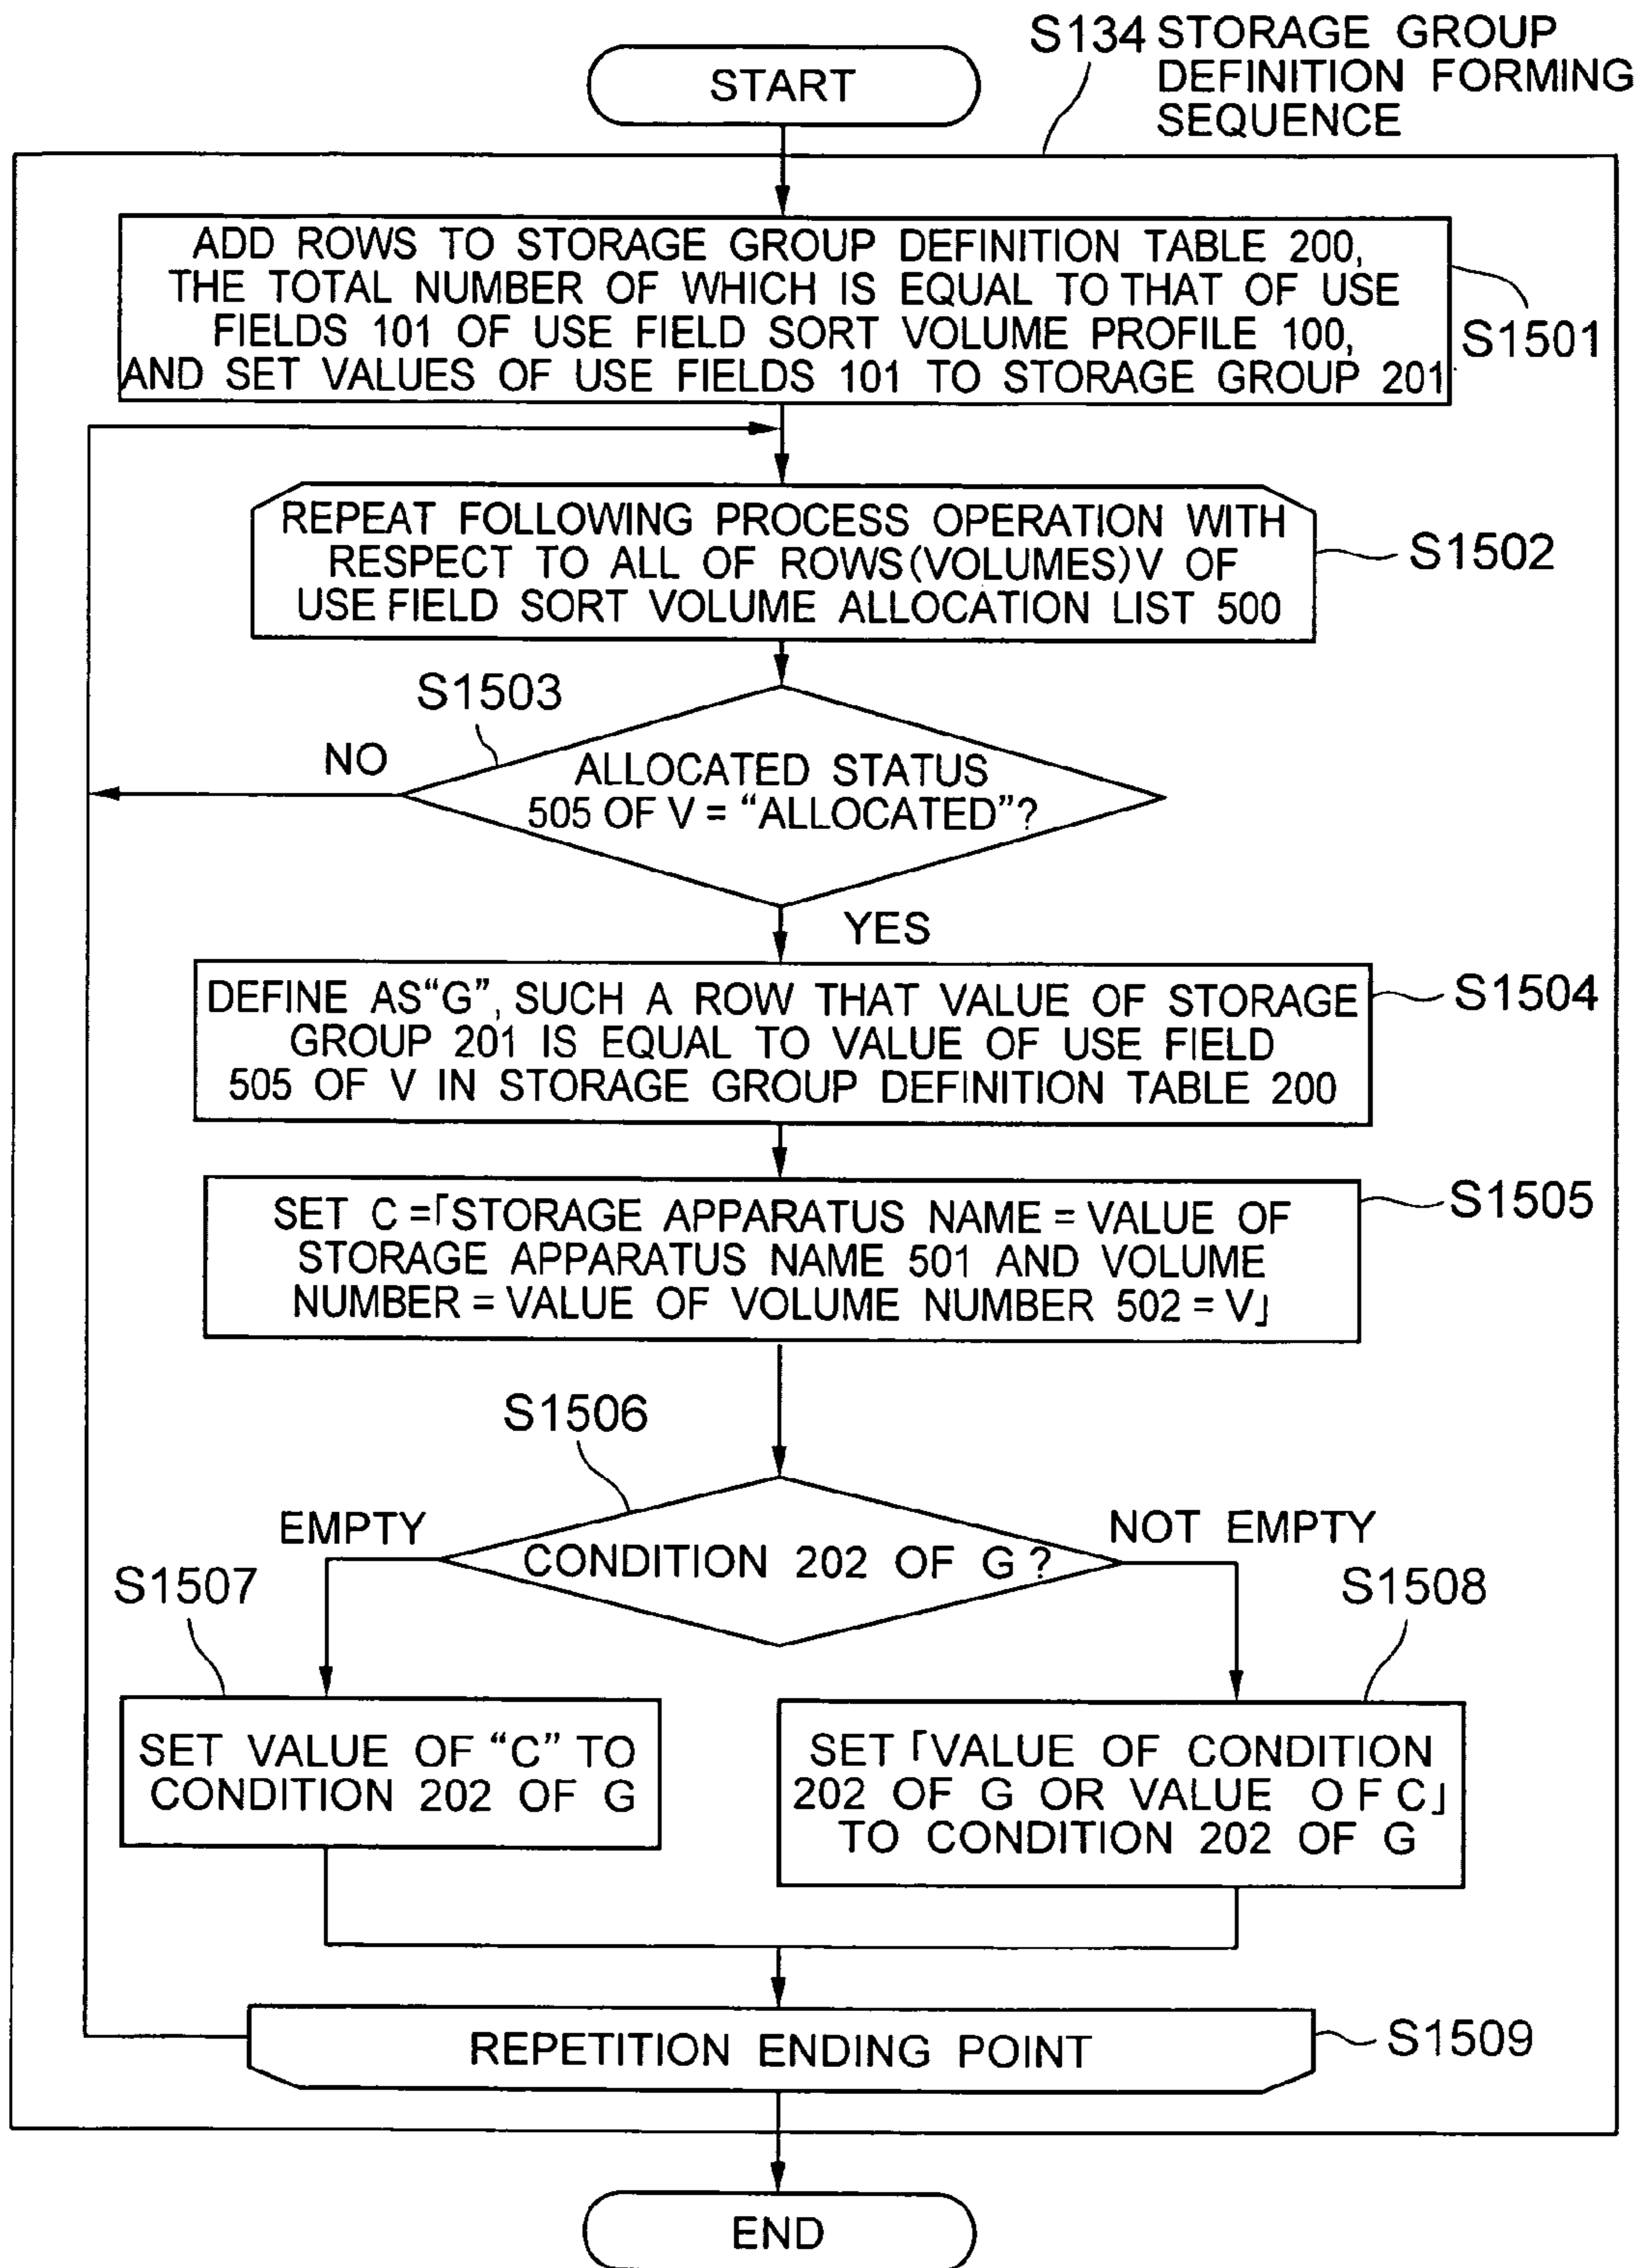 S134 STORAGE GROUP
DEFINITION FORMING
SEQUENCE
START
ADD ROWS TO STORAGE GROUP DEFINITION TABLE 200,
THE TOTAL NUMBER OF WHICH IS EQUAL TO THAT OF USE
FIELDS 101 OF USE FIELD SORT VOLUME PROFILE 100,
AND SET VALUES OF USE FIELDS 101 TO STORAGE GROUP 201
S1501
REPEAT FOLLOWING PROCESS OPERATION WITH
RESPECT TO ALL OF ROWS(VOLUMES)V OF
USE FIELD SORT VOLUME ALLOCATION LIST 500
S1502
S1503
NO
ALLOCATED STATUS
505 OF V = “ALLOCATED”?
YES
DEFINE AS“G”, SUCH A ROW THAT VALUE OF STORAGE
GROUP 201 IS EQUAL TO VALUE OF USE FIELD
505 OF V IN STORAGE GROUP DEFINITION TABLE 200
S1504
SET C =「STORAGE APPARATUS NAME = VALUE OF
STORAGE APPARATUS NAME 501 AND VOLUME
NUMBER = VALUE OF VOLUME NUMBER 502 = V」
S1505
S1506
EMPTY
NOT EMPTY
CONDITION 202 OF G ?
S1507
S1508
SET VALUE OF “C” TO
CONDITION 202 OF G
SET「VALUE OF CONDITION
202 OF G OR VALUE OF C」
TO CONDITION 202 OF G
REPETITION ENDING POINT
S1509
END